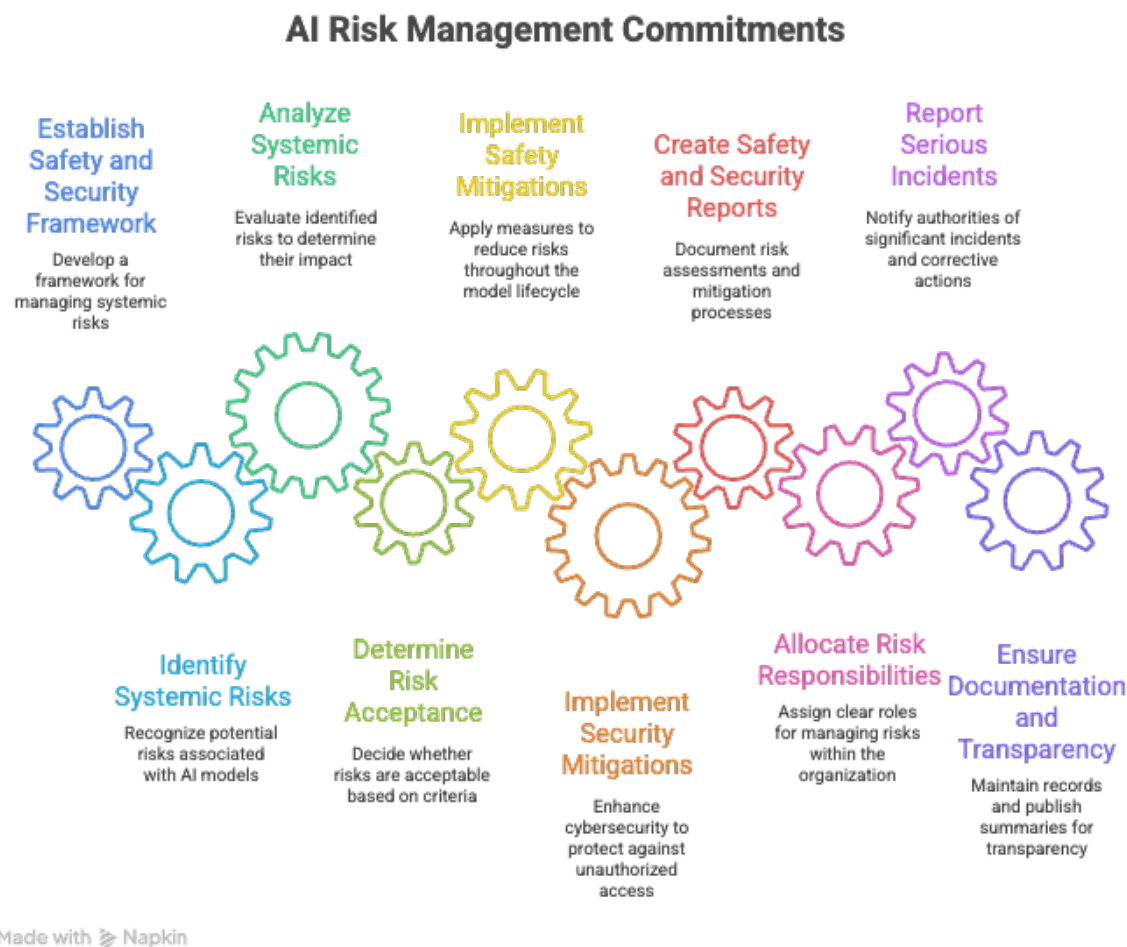 AI Risk Management Commitments
Establish
Safety and
Security
Framework
Develop a
framework for
managing systemic
risks
Identify
Systemic Risks
Recognize potential
risks associated
with AI models
Analyze
Systemic
Risks
Evaluate identified
risks to determine
their impact
Determine
Risk
Acceptance
Decide whether
risks are acceptable
based on criteria
Implement
Safety
Mitigations
Apply measures to
reduce risks
throughout the
model lifecycle
Implement
Security
Mitigations
Enhance
cybersecurity to
protect against
unauthorized
access
Create Safety
and Security
Reports
Document risk
assessments and
mitigation
processes
Allocate Risk
Responsibilities
Assign clear roles
for managing risks
within the
organization
Report
Serious
Incidents
Notify authorities of
significant incidents
and corrective
actions
Ensure
Documentation
and
Transparency
Maintain records
and publish
summaries for
transparency
Made with Napkin